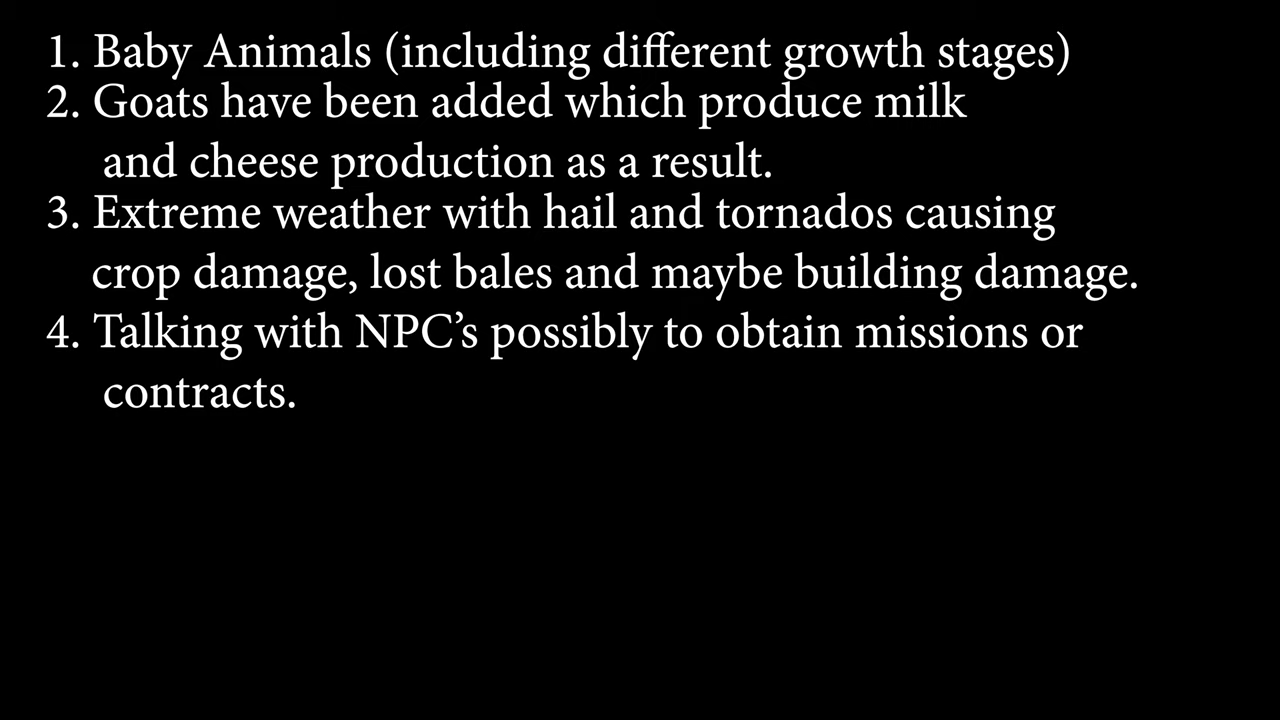 1. Baby Animals (including different growth stages)
2. Goats have been added which produce milk
and cheese production as a result.
3. Extreme weather with hail and tornados causing
crop damage, lost bales and maybe building damage.
4. Talking with NPC’s possibly to obtain missions or
contracts.